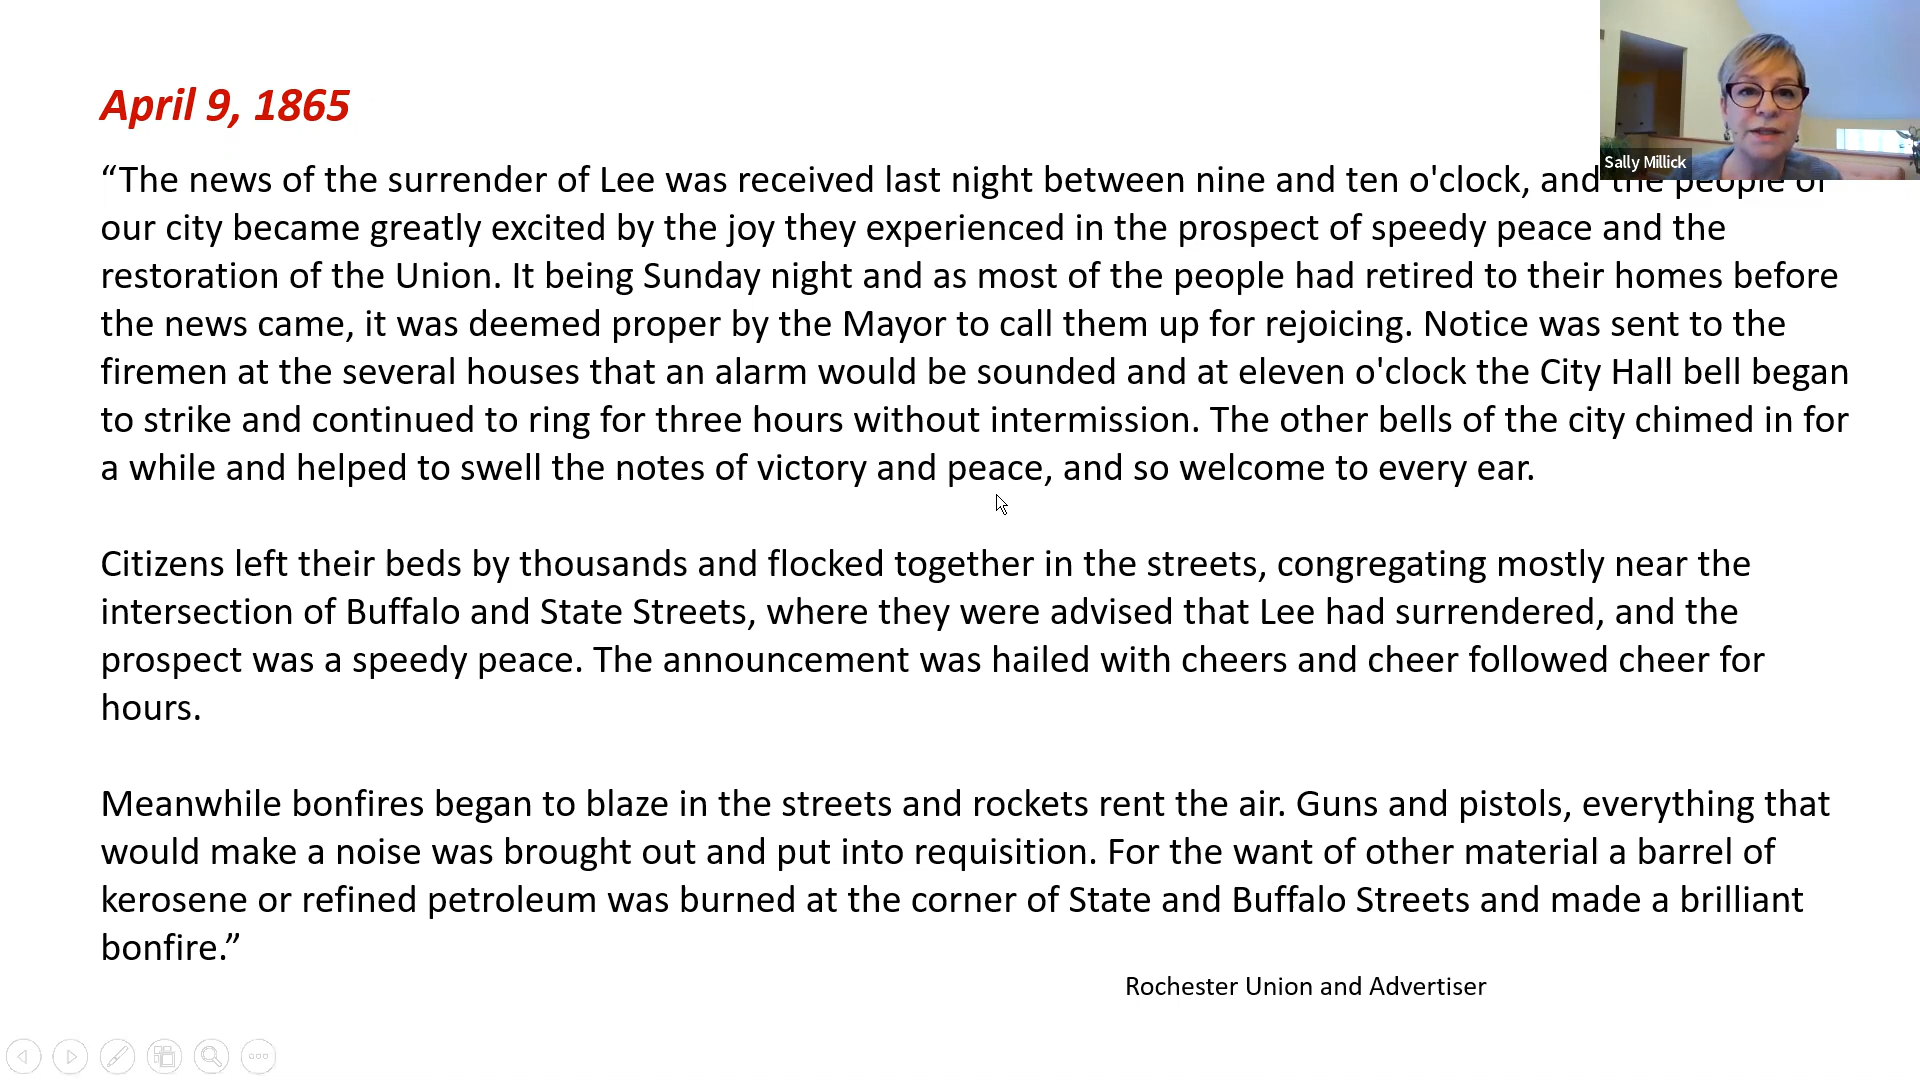 April 9, 1865
Sally Millick
“The news of the surrender of Lee was received last night between nine and ten o'clock, and the people of
our city became greatly excited by the joy they experienced in the prospect of speedy peace and the
restoration of the Union. It being Sunday night and as most of the people had retired to their homes before
the news came, it was deemed proper by the Mayor to call them up for rejoicing. Notice was sent to the
firemen at the several houses that an alarm would be sounded and at eleven o'clock the City Hall bell began
to strike and continued to ring for three hours without intermission. The other bells of the city chimed in for
a while and helped to swell the notes of victory and peace, and so welcome to every ear.
Citizens left their beds by thousands and flocked together in the streets, congregating mostly near the
intersection of Buffalo and State Streets, where they were advised that Lee had surrendered, and the
prospect was a speedy peace. The announcement was hailed with cheers and cheer followed cheer for
hours.
Meanwhile bonfires began to blaze in the streets and rockets rent the air. Guns and pistols, everything that
would make a noise was brought out and put into requisition. For the want of other material a barrel of
kerosene or refined petroleum was burned at the corner of State and Buffalo Streets and made a brilliant
bonfire.”
Rochester Union and Advertiser